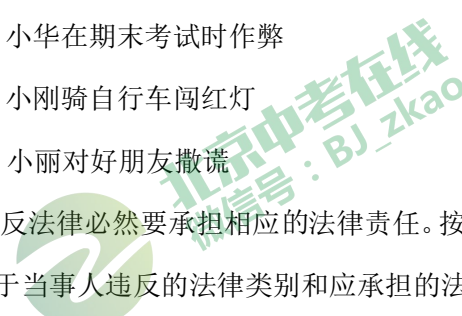 小华在期末考试时作弊
小刚骑自行车闯红灯
小丽对好朋友撒谎
反法律必然要承担相应的法律责任。按
于当事人违反的法律类别和应承担的法
北京中考在线
微信号：BJ_zkao